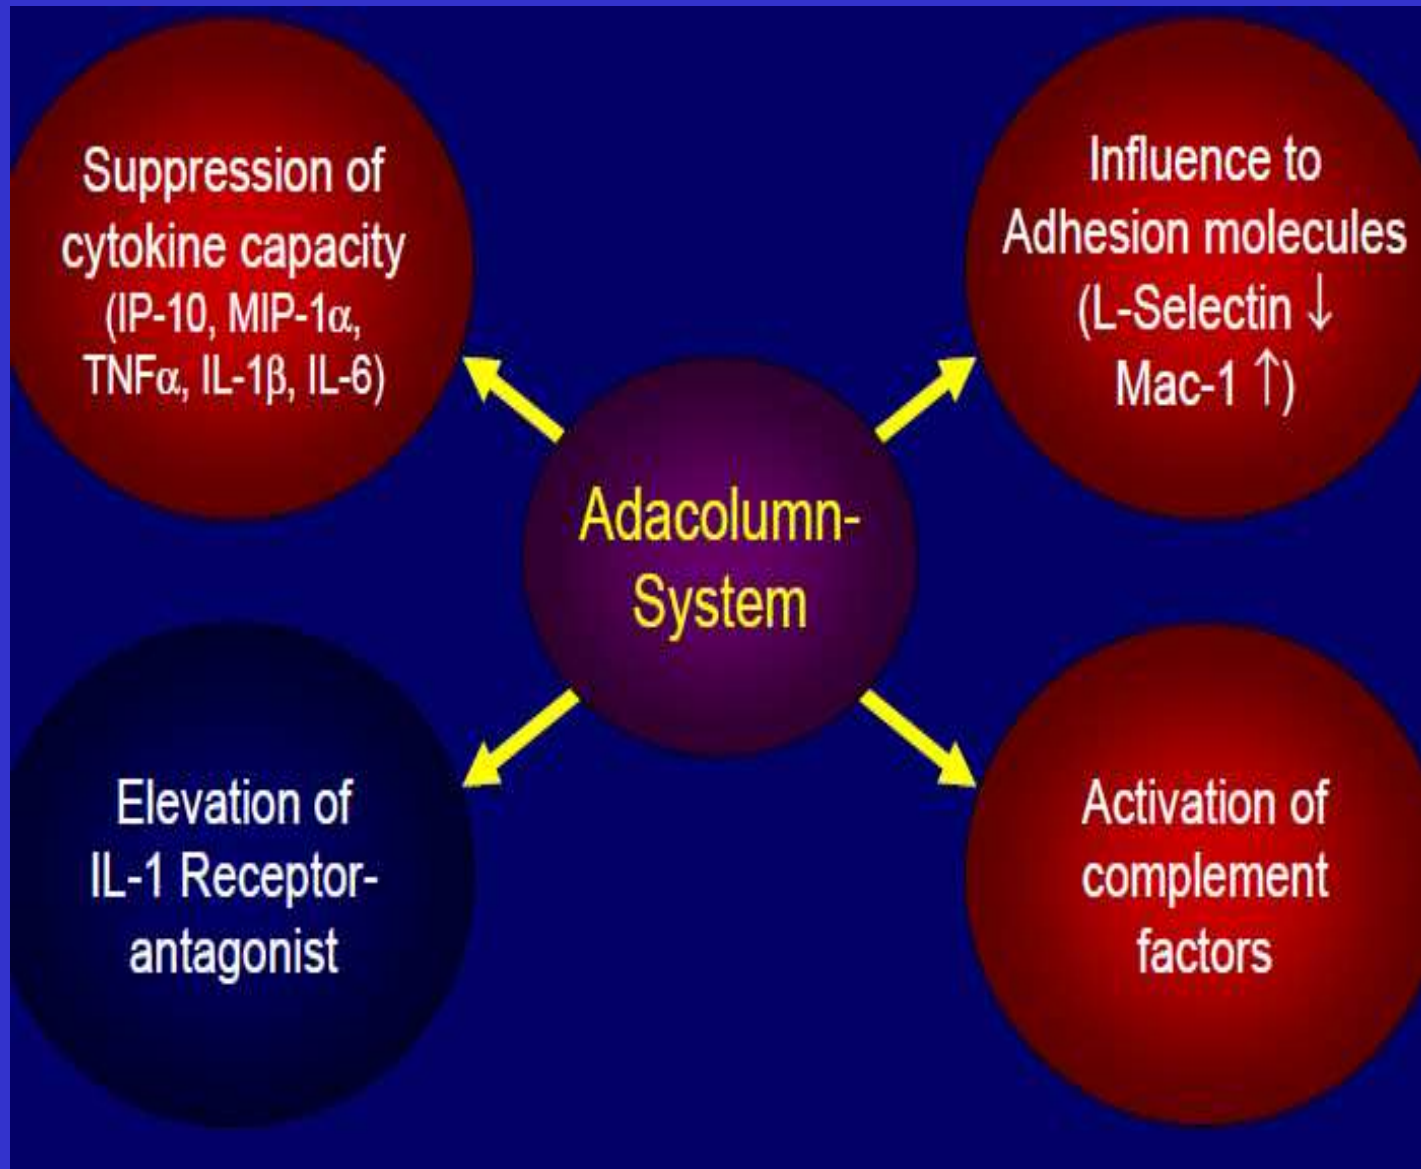 Suppression of
cytokine capacity
(IP-10, MIP-1α,
TNFα, IL-1β, IL-6)
Influence to
Adhesion molecules
(L-Selectin ↓
Mac-1 ↑)
Adacolumn-
System
Elevation of
IL-1 Receptor-
antagonist
Activation of
complement
factors